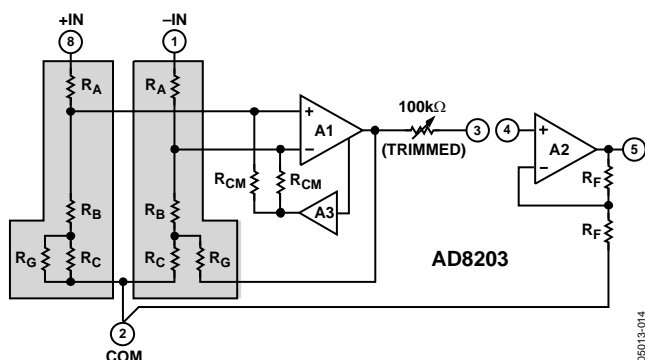 +IN
–IN
8
1
RA
RA
100kΩ
+
A1
–
3
4
+
A2
–
5
(TRIMMED)
RCM
RCM
RF
A3
RB
RB
RF
RG
RC
RC
RG
AD8203
2
COM
05013-014